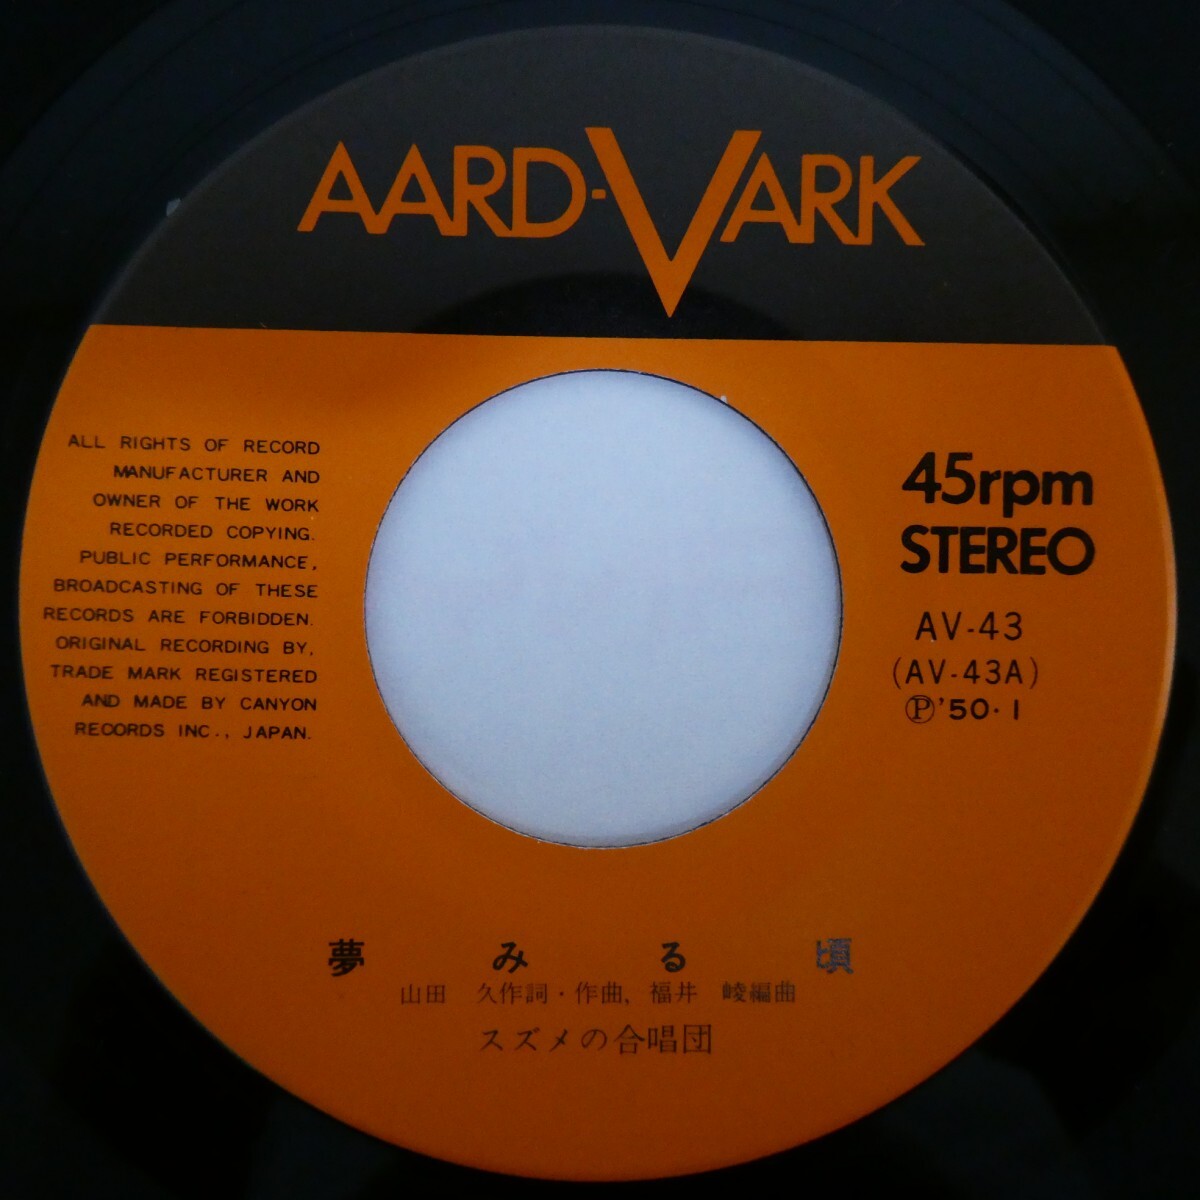 AARD-VARK
ALL RIGHTS OF RECORD
MANUFACTURER AND
OWNER OF THE WORK
RECORDED COPYING.
PUBLIC PERFORMANCE,
BROADCASTING OF THESE
RECORDS ARE FORBIDDEN.
ORIGINAL RECORDING BY,
TRADE MARK REGISTERED
AND MADE BY CANYON
RECORDS INC., JAPAN.
45rpm
STEREO
AV-43
(AV-43A)
Ⓟ'50・1
夢みる頃
山田 久作詞・作曲, 福井 崚編曲
スズメの合唱団